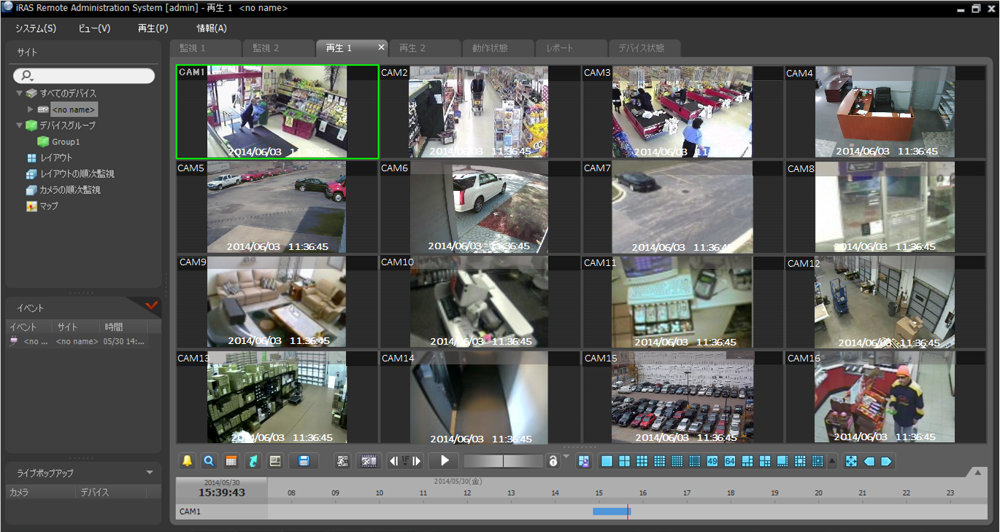 iRAS Remote Administration System [admin] - 再生 1 <no name>
システム(S) ビュー(V) 再生(P) 情報(A)
サイト
すべてのデバイス
<no name>
デバイスグループ
Group1
レイアウト
レイアウトの順次監視
カメラの順次監視
マップ
イベント
イベント サイト 時間
<no ... <no name> 05/30 14:...
ライブポップアップ
カメラ デバイス
監視 1 監視 2 再生 1 再生 2 動作状態 レポート デバイス状態
CAM1 CAM2 CAM3 CAM4
2014/06/03 11:36:45 2014/06/03 11:36:45 2014/06/03 11:36:45 2014/06/03 11:36:45
CAM5 CAM6 CAM7 CAM8
2014/06/03 11:36:45 2014/06/03 11:36:45 2014/06/03 11:36:45 2014/06/03 11:36:45
CAM9 CAM10 CAM11 CAM12
2014/06/03 11:36:45 2014/06/03 11:36:45 2014/06/03 11:36:45 2014/06/03 11:36:45
CAM13 CAM14 CAM15 CAM16
2014/06/03 11:36:45 2014/06/03 11:36:45 2014/06/03 11:36:45 2014/06/03 11:36:45
1F 49 64
2014/05/30 2014/05/30(金)
15:39:43 08 09 10 11 12 13 14 15 16 17 18 19 20 21 22 23
CAM1